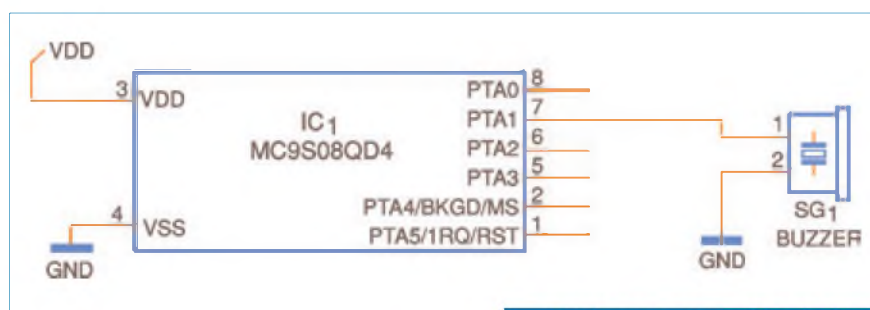 VDD
3
VDD
IC1
MC9S08QD4
4
VSS
GND
PTA0
8
PTA1
7
PTA2
6
PTA3
5
PTA4/BKGD/MS
2
PTA5/1RQ/RST
1
1
2
SG1
BUZZER
GND